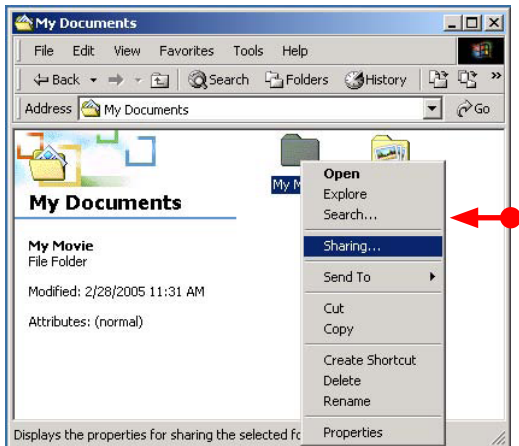 My Documents
File Edit View Favorites Tools Help
Back Search Folders History »
Address My Documents Go
My Documents
My Movie
File Folder
Modified: 2/28/2005 11:31 AM
Attributes: (normal)
My M
Open
Explore
Search...
Sharing...
Send To
Cut
Copy
Create Shortcut
Delete
Rename
Properties
Displays the properties for sharing the selected fo